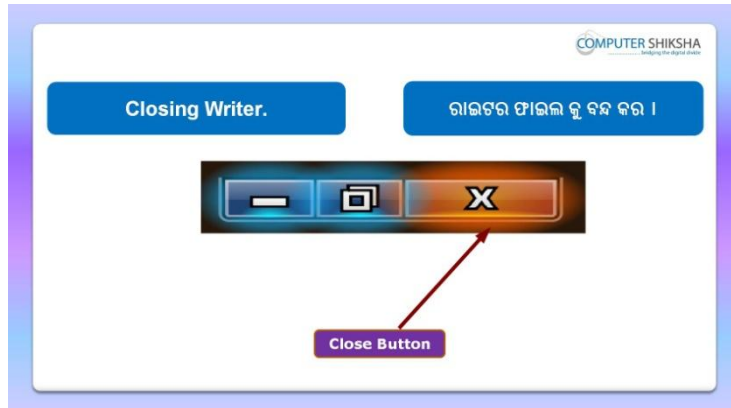 COMPUTER SHIKSHA
bridging the digital divide
Closing Writer.
ରାଇଟର ଫାଇଲ କୁ ବନ୍ଦ କର ।
X
Close Button